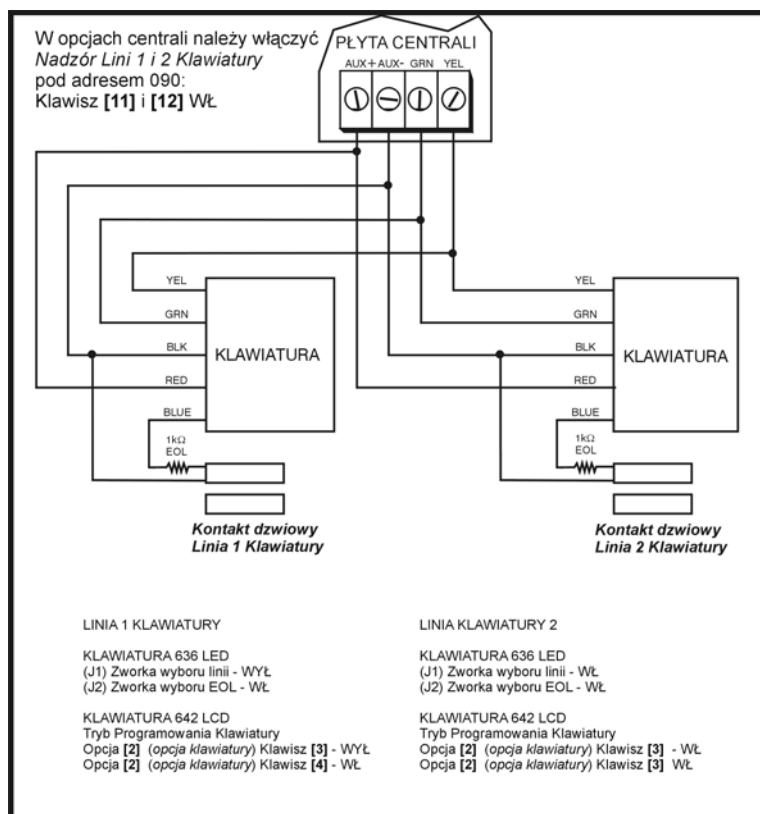 W opcjach centrali należy włączyć
Nadzór Lini 1 i 2 Klawiatury
pod adresem 090:
Klawisz [11] i [12] WŁ
PŁYTA CENTRALI
AUX+ AUX- GRN YEL
YEL
GRN
BLK
RED
BLUE
KLAWIATURA
1kΩ
EOL
Kontakt dzwiowy
Linia 1 Klawiatury
YEL
GRN
BLK
RED
BLUE
KLAWIATURA
1kΩ
EOL
Kontakt dzwiowy
Linia 2 Klawiatury
LINIA 1 KLAWIATURY
KLAWIATURA 636 LED
(J1) Zworka wyboru linii - WYŁ
(J2) Zworka wyboru EOL - WŁ
KLAWIATURA 642 LCD
Tryb Programowania Klawiatury
Opcja [2] (opcja klawiatury) Klawisz [3] - WYŁ
Opcja [2] (opcja klawiatury) Klawisz [4] - WŁ
LINIA KLAWIATURY 2
KLAWIATURA 636 LED
(J1) Zworka wyboru linii - WŁ
(J2) Zworka wyboru EOL - WŁ
KLAWIATURA 642 LCD
Tryb Programowania Klawiatury
Opcja [2] (opcja klawiatury) Klawisz [3] - WŁ
Opcja [2] (opcja klawiatury) Klawisz [3] WŁ